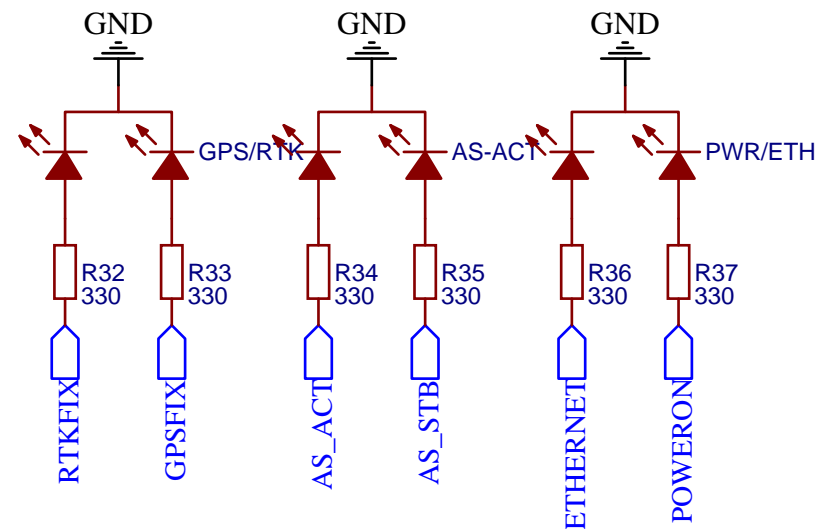 GND
GND
GND
GPS/RTK
AS-ACT
PWR/ETH
R32
330
R33
330
R34
330
R35
330
R36
330
R37
330
RTKFIX
GPSFIX
AS_ACT
AS_STB
ETHERNET
POWERON